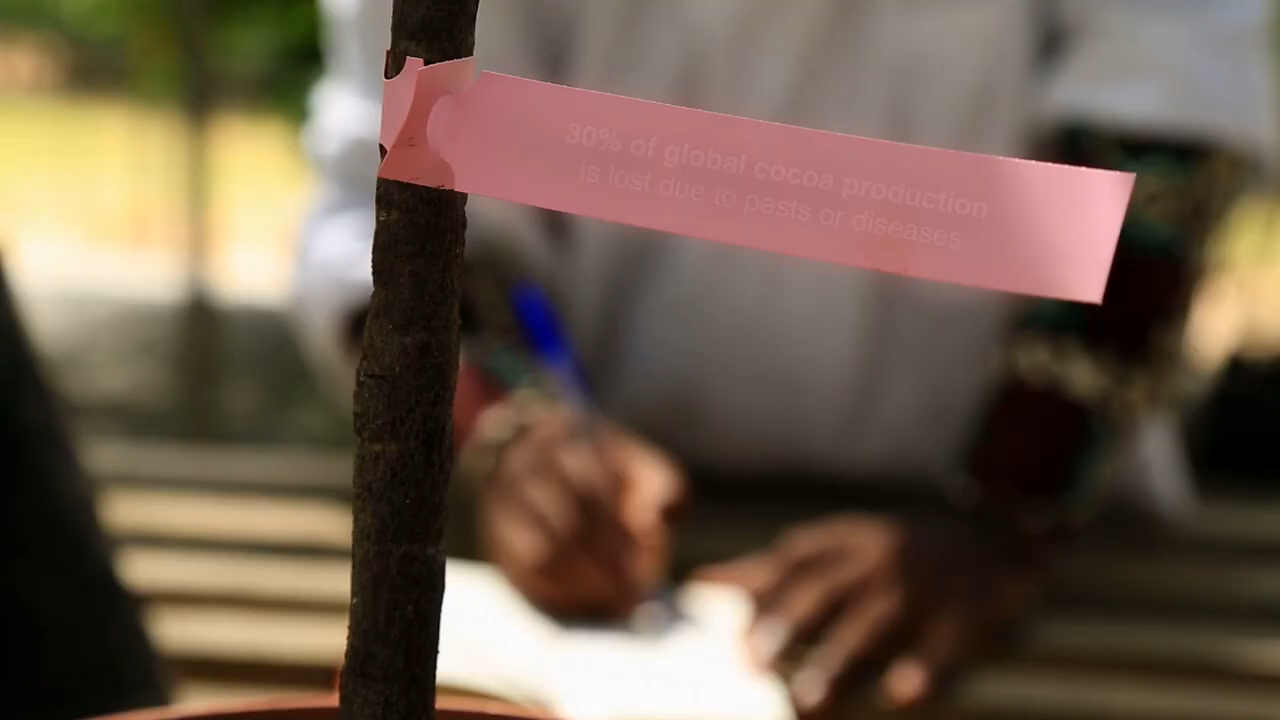 30% of global cocoa production
is lost due to pests or diseases